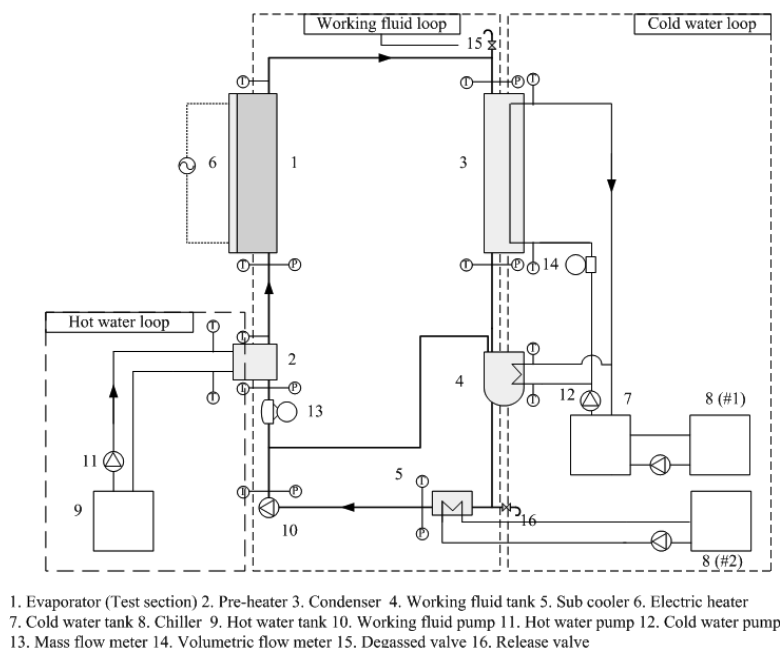 Working fluid loop
Cold water loop
15
T
T
P
T
6
1
3
T
P
T
P
T
14
Hot water loop
T
T
2
T
T
T
P
4
T
T
12
7
8 (#1)
13
11
5
T
9
T
P
10
P
16
8 (#2)
1. Evaporator (Test section) 2. Pre-heater 3. Condenser 4. Working fluid tank 5. Sub cooler 6. Electric heater
7. Cold water tank 8. Chiller 9. Hot water tank 10. Working fluid pump 11. Hot water pump 12. Cold water pump
13. Mass flow meter 14. Volumetric flow meter 15. Degassed valve 16. Release valve